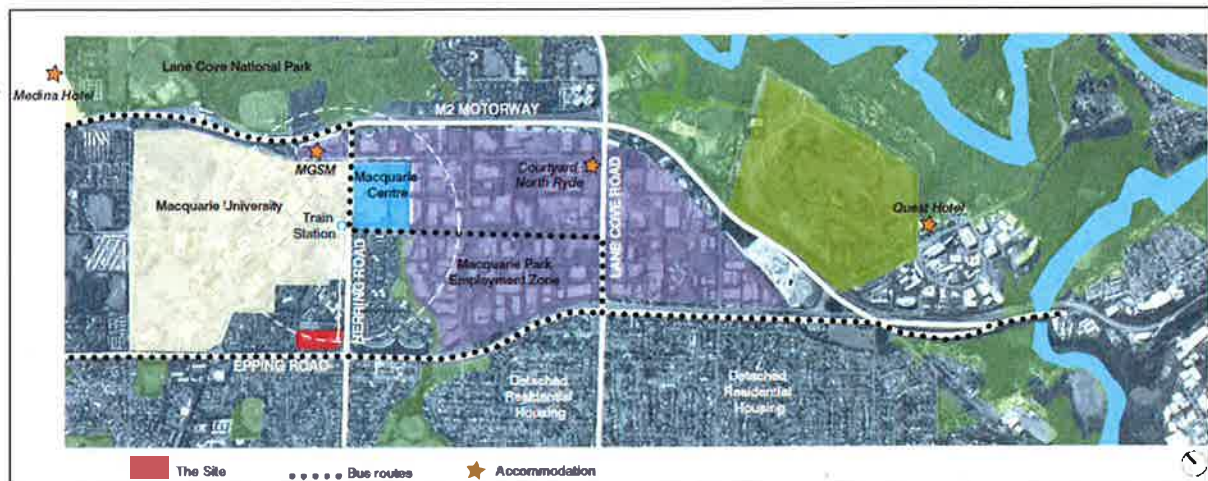 Lane Cove National Park
Medina Hotel
M2 MOTORWAY
MGSM
Macquarie
Centre
Courtyard
North Ryde
LANE COVE ROAD
Macquarie University
Train
Station
Quest Hotel
HERRING ROAD
Macquarie Park
Employment Zone
EPPING ROAD
Detached
Residential
Housing
Detached
Residential
Housing
The Site
Bus routes
Accommodation